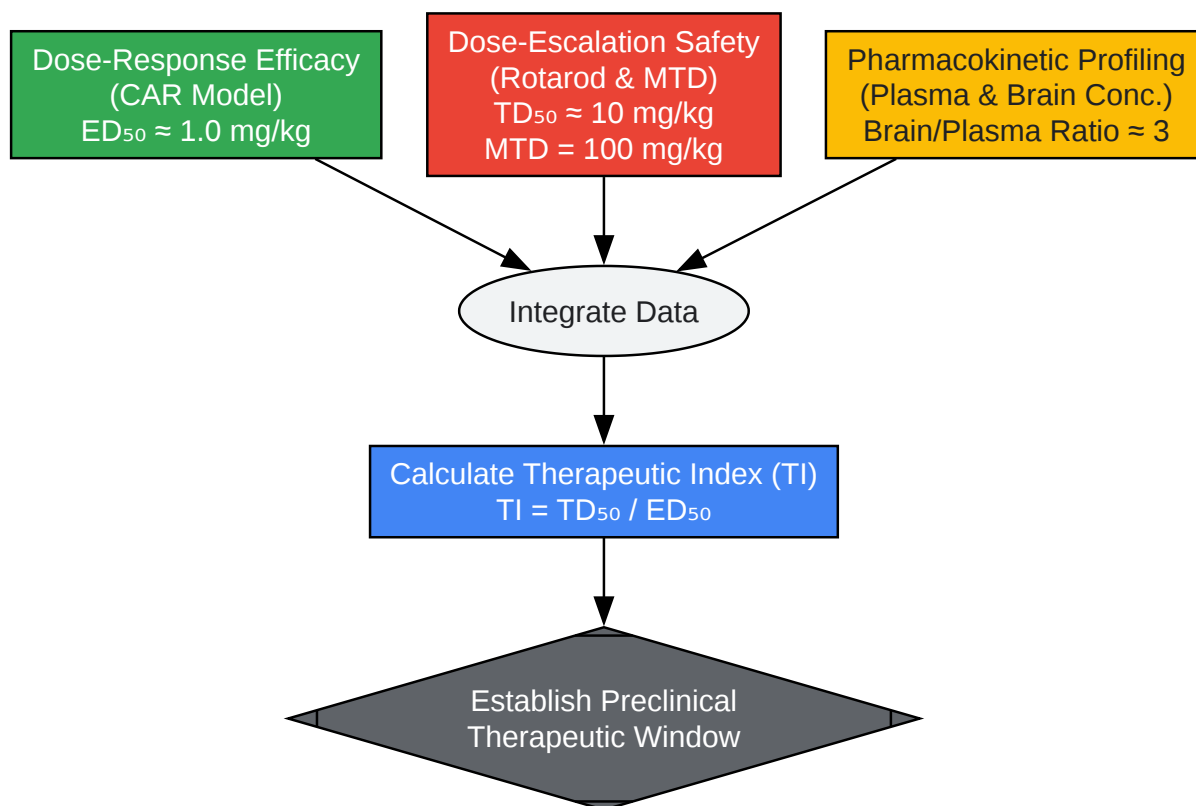 Dose-Response Efficacy
(CAR Model)
ED₅₀ ≈ 1.0 mg/kg
Dose-Escalation Safety
(Rotarod & MTD)
TD₅₀ ≈ 10 mg/kg
MTD = 100 mg/kg
Pharmacokinetic Profiling
(Plasma & Brain Conc.)
Brain/Plasma Ratio ≈ 3
Integrate Data
Calculate Therapeutic Index (TI)
TI = TD₅₀ / ED₅₀
Establish Preclinical
Therapeutic Window